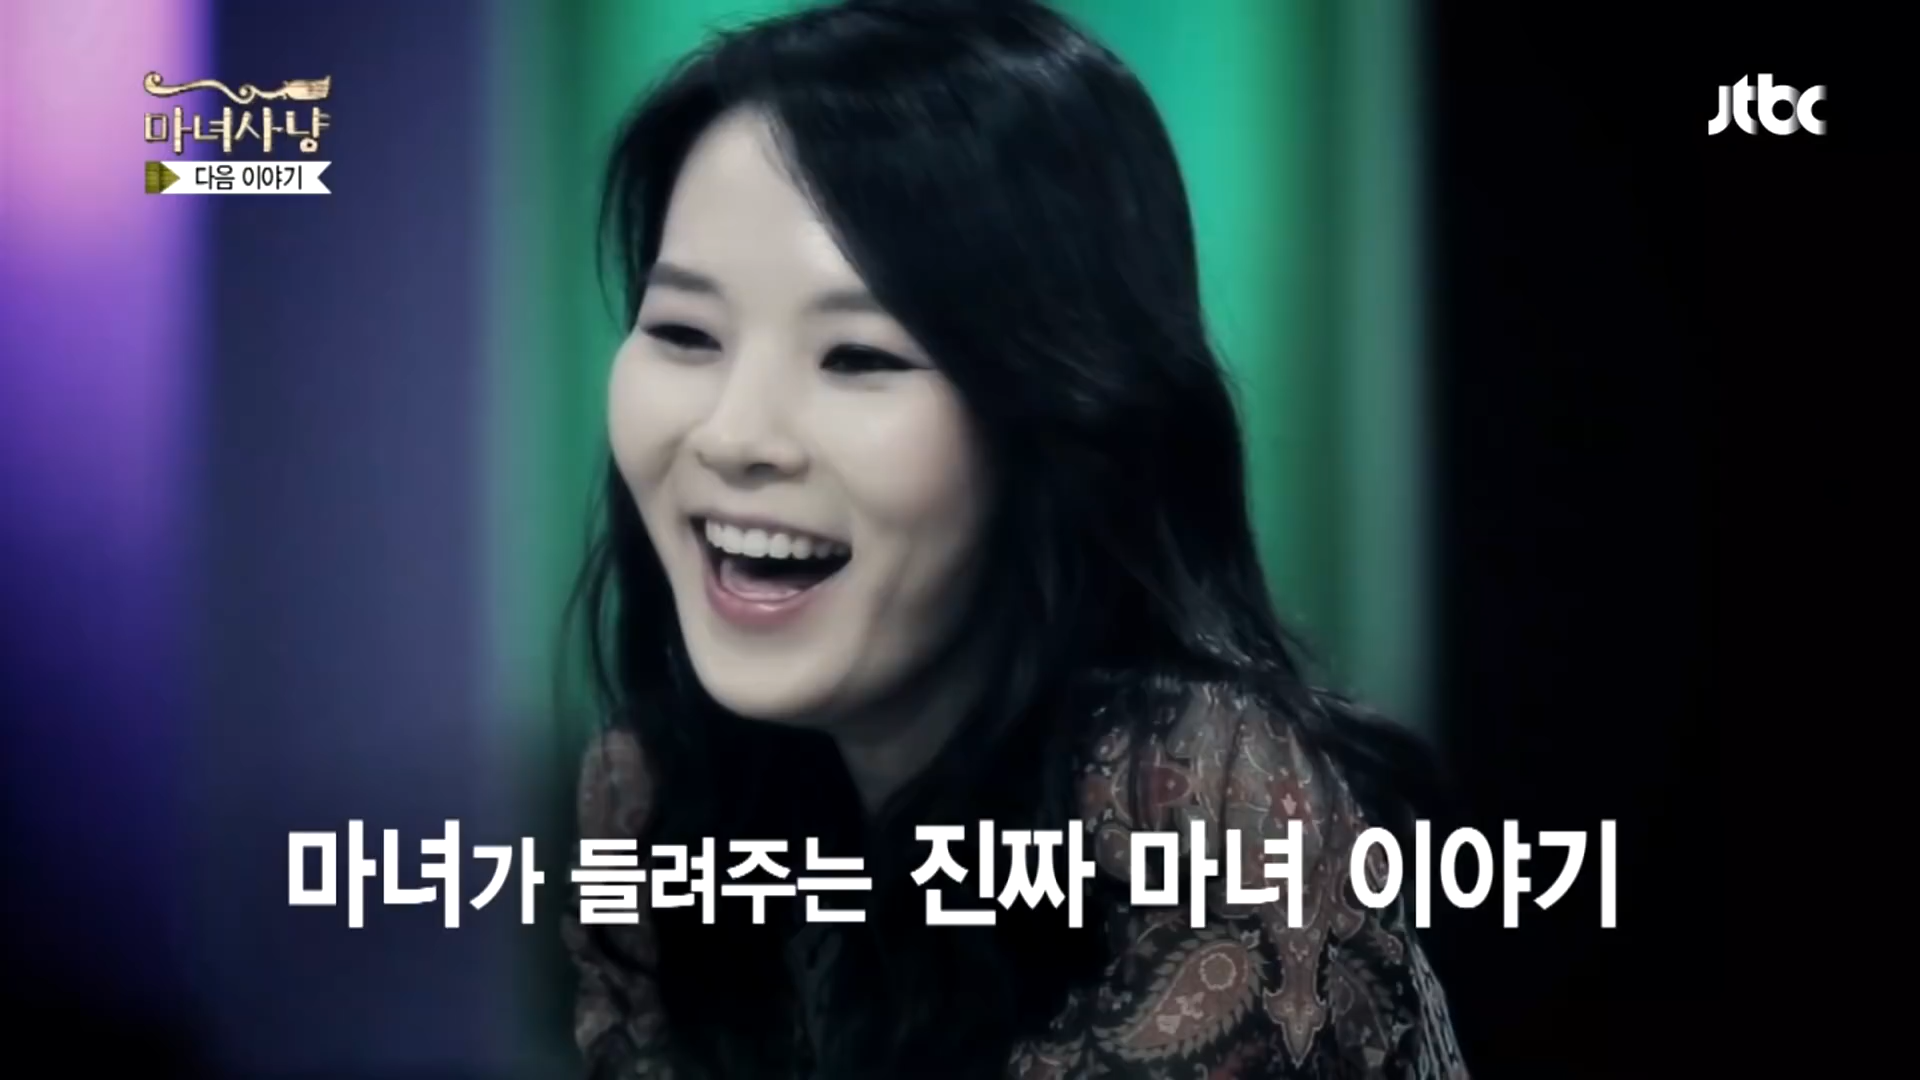 마녀사냥
다음 이야기
jtbc
마녀가 들려주는 진짜 마녀 이야기